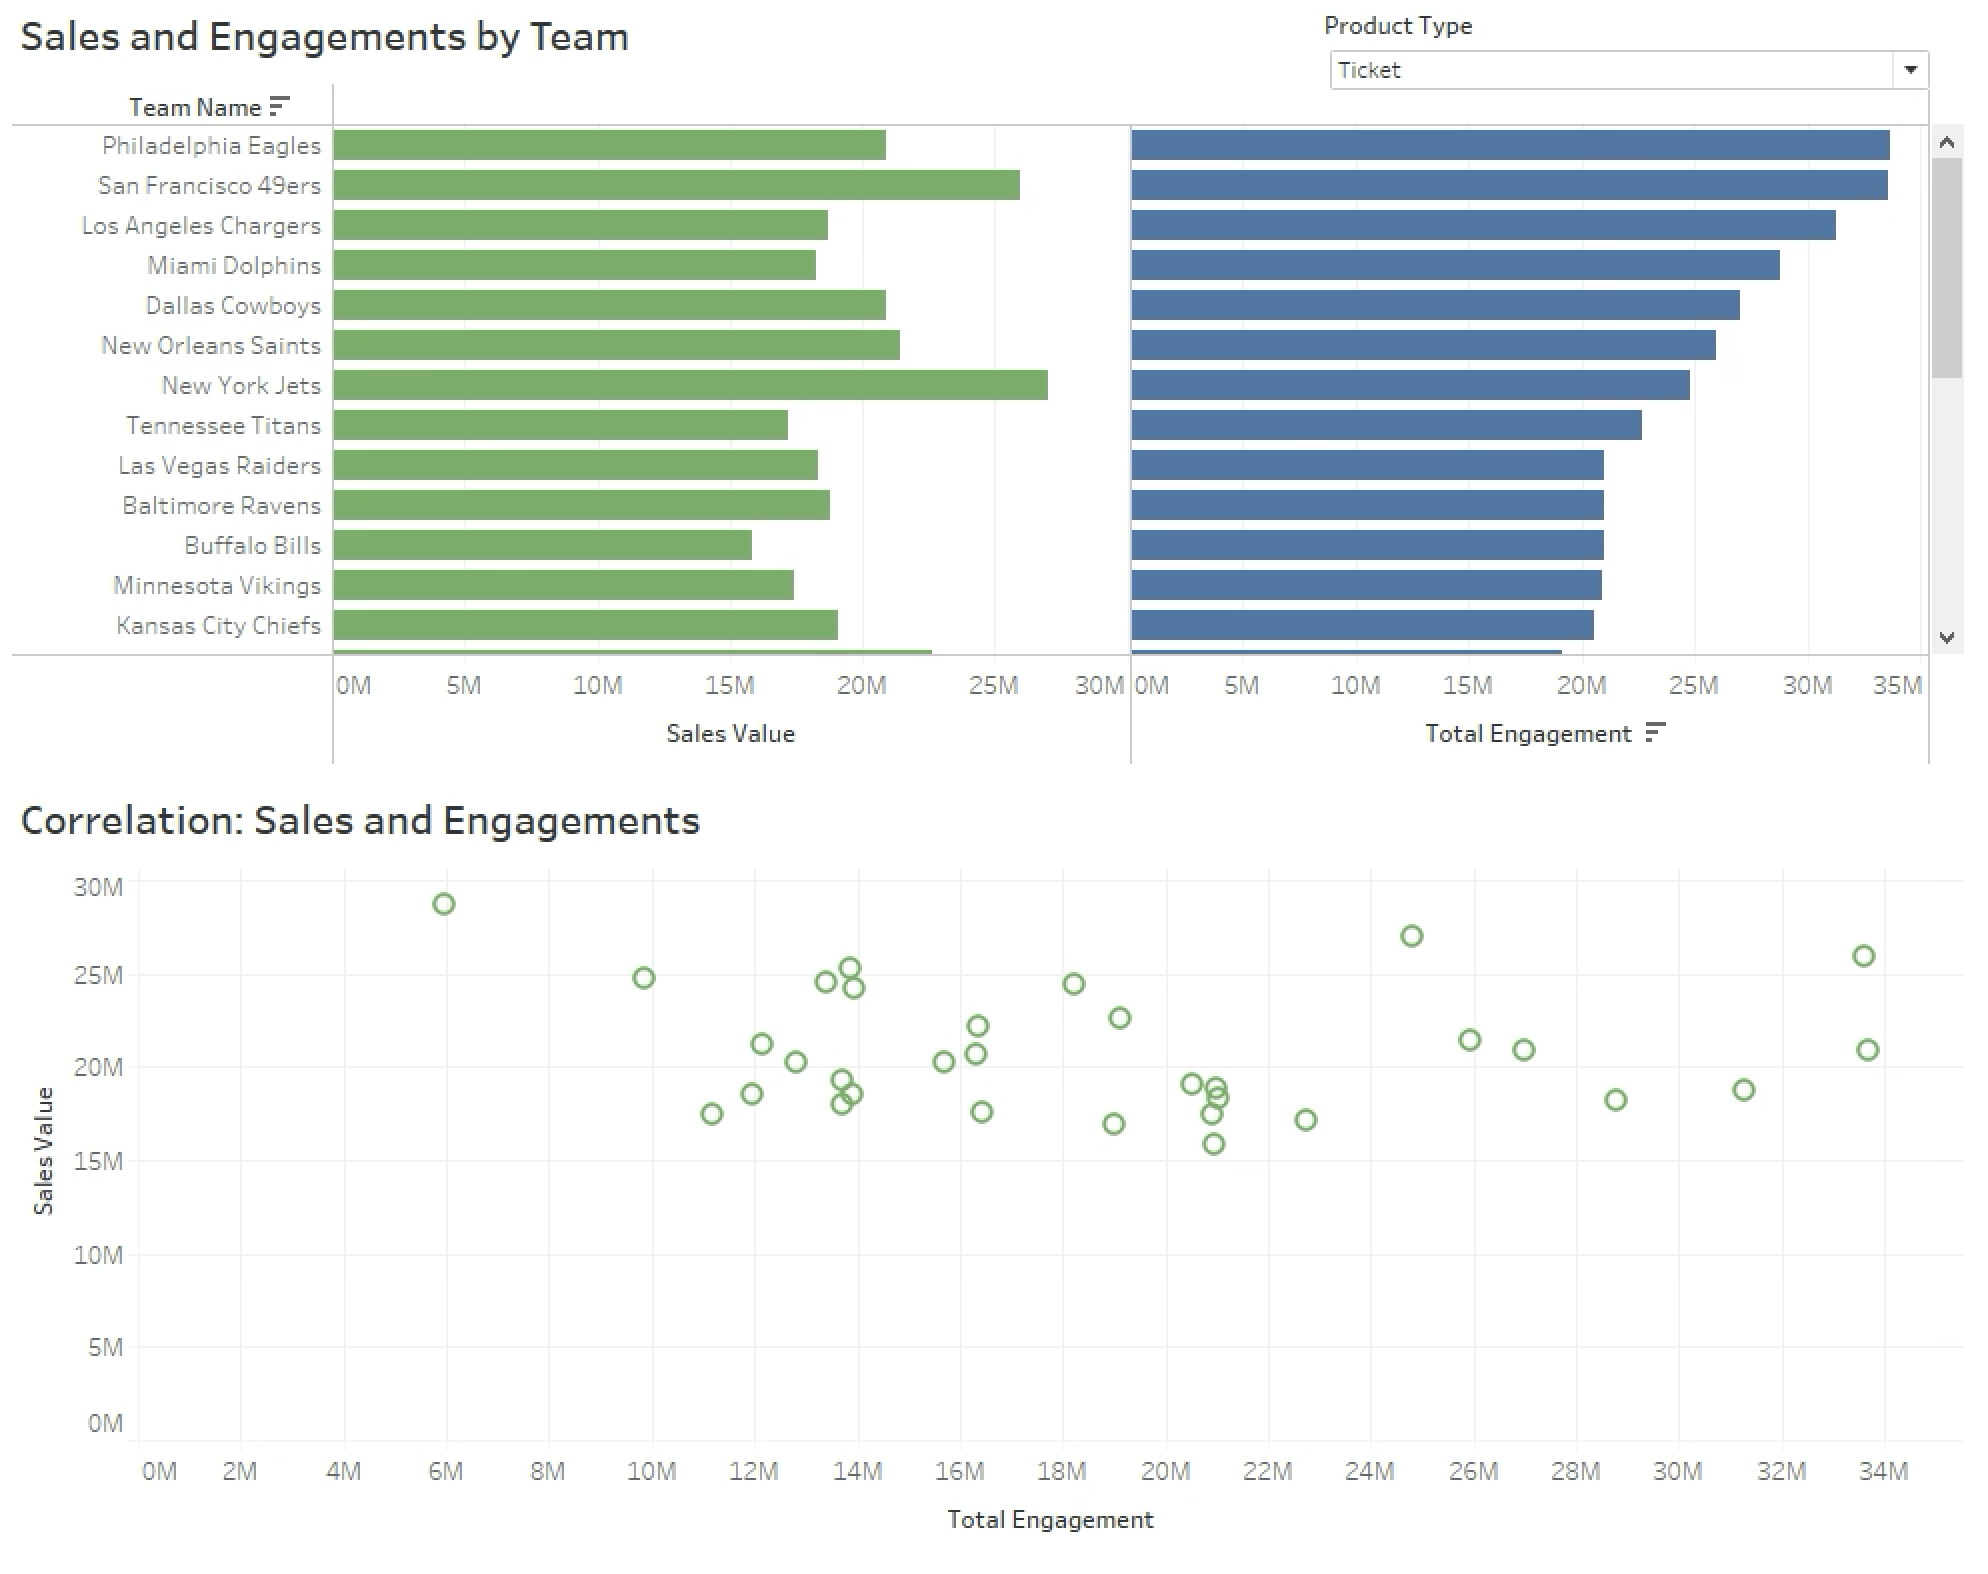 Sales and Engagements by Team
Product Type
Ticket
Team Name
Philadelphia Eagles
San Francisco 49ers
Los Angeles Chargers
Miami Dolphins
Dallas Cowboys
New Orleans Saints
New York Jets
Tennessee Titans
Las Vegas Raiders
Baltimore Ravens
Buffalo Bills
Minnesota Vikings
Kansas City Chiefs
0M 5M 10M 15M 20M 25M 30M 0M 5M 10M 15M 20M 25M 30M 35M
Sales Value Total Engagement
Correlation: Sales and Engagements
30M
25M
20M
15M
10M
5M
0M
Sales Value
0M 2M 4M 6M 8M 10M 12M 14M 16M 18M 20M 22M 24M 26M 28M 30M 32M 34M
Total Engagement